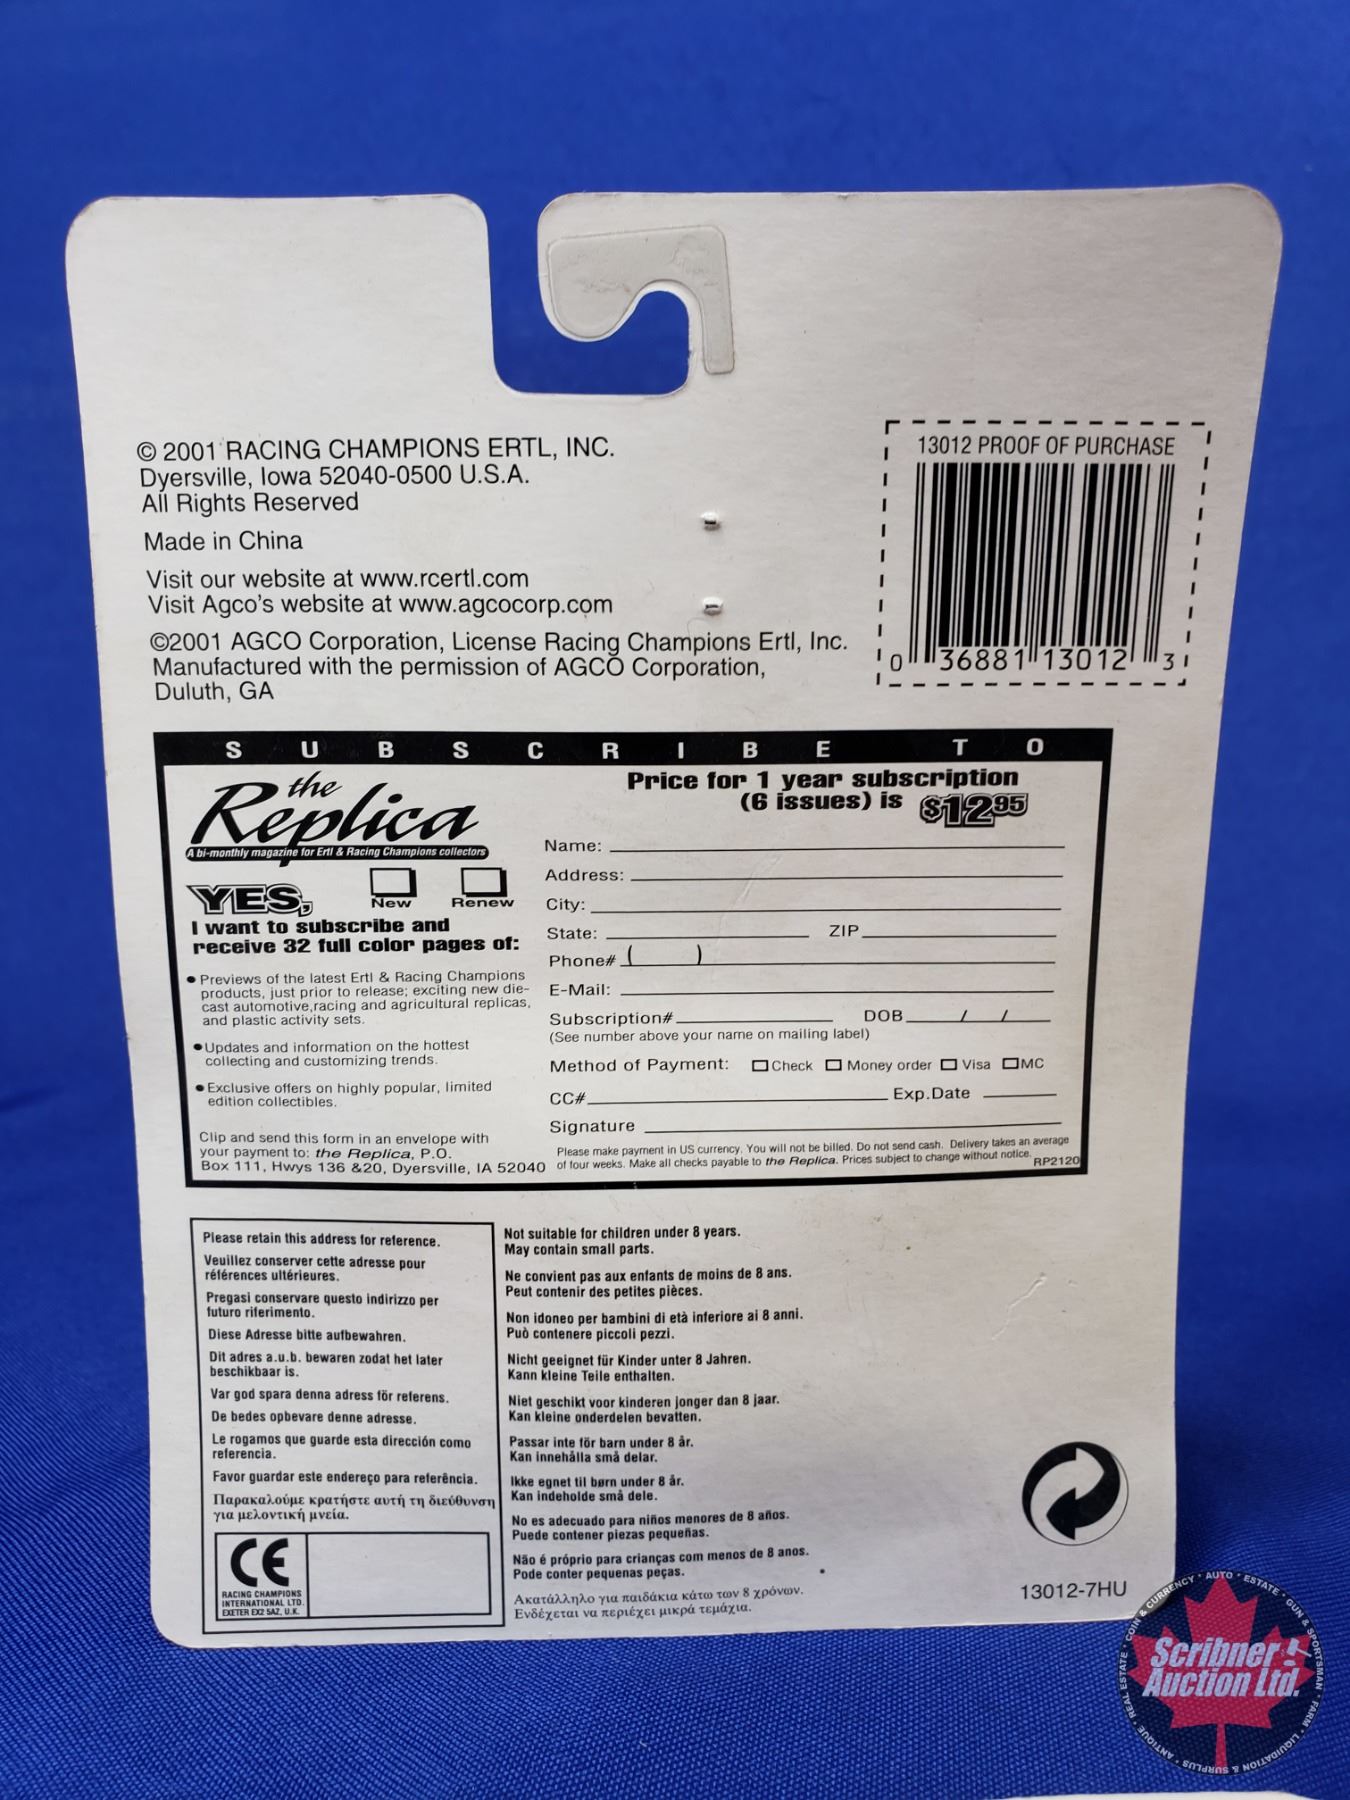 © 2001 RACING CHAMPIONS ERTL, INC.
Dyersville, Iowa 52040-0500 U.S.A.
All Rights Reserved
Made in China
Visit our website at www.rcertl.com
Visit Agco's website at www.agcocorp.com
©2001 AGCO Corporation, License Racing Champions Ertl, Inc.
Manufactured with the permission of AGCO Corporation,
Duluth, GA
13012 PROOF OF PURCHASE
0 36881 13012 3
SUBSCRIBE TO
the
Replica
A bi-monthly magazine for Ertl & Racing Champions collectors
YES,
New Renew
I want to subscribe and
receive 32 full color pages of:
• Previews of the latest Ertl & Racing Champions
products, just prior to release; exciting new die-
cast automotive,racing and agricultural replicas,
and plastic activity sets.
• Updates and information on the hottest
collecting and customizing trends.
• Exclusive offers on highly popular, limited
edition collectibles.
Clip and send this form in an envelope with
your payment to: the Replica, P.O.
Box 111, Hwys 136 &20, Dyersville, IA 52040
Price for 1 year subscription
(6 issues) is $12.95
Name:
Address:
City:
State: ZIP
Phone# ( )
E-Mail:
Subscription# DOB / /
(See number above your name on mailing label)
Method of Payment: Check Money order Visa MC
CC# Exp.Date
Signature
Please make payment in US currency. You will not be billed. Do not send cash. Delivery takes an average
of four weeks. Make all checks payable to the Replica. Prices subject to change without notice.
RP2120
Please retain this address for reference.
Veuillez conserver cette adresse pour
références ultérieures.
Pregasi conservare questo indirizzo per
futuro riferimento.
Diese Adresse bitte aufbewahren.
Dit adres a.u.b. bewaren zodat het later
beschikbaar is.
Var god spara denna adress för referens.
De bedes opbevare denne adresse.
Le rogamos que guarde esta dirección como
referencia.
Favor guardar este endereço para referência.
Παρακαλούμε κρατήστε αυτή τη διεύθυνση
για μελοντική μνεία.
CE
RACING CHAMPIONS
INTERNATIONAL LTD.
EXETER EX2 5AZ, U.K.
Not suitable for children under 8 years.
May contain small parts.
Ne convient pas aux enfants de moins de 8 ans.
Peut contenir des petites pièces.
Non idoneo per bambini di età inferiore ai 8 anni.
Può contenere piccoli pezzi.
Nicht geeignet für Kinder unter 8 Jahren.
Kann kleine Teile enthalten.
Niet geschikt voor kinderen jonger dan 8 jaar.
Kan kleine onderdelen bevatten.
Passar inte för barn under 8 år.
Kan innehålla små delar.
Ikke egnet til børn under 8 år.
Kan indeholde små dele.
No es adecuado para niños menores de 8 años.
Puede contener piezas pequeñas.
Não é próprio para crianças com menos de 8 anos.
Pode conter pequenas peças.
Ακατάλληλο για παιδάκια κάτω των 8 χρόνων.
Ενδέχεται να περιέχει μικρά τεμάχια.
13012-7HU
Scribner
Auction Ltd.
ANTIQUE • REAL ESTATE • COIN & CURRENCY • AUTO • ESTATE • GUN & SPORTSMAN • FARM • LIQUIDATION & SURPLUS